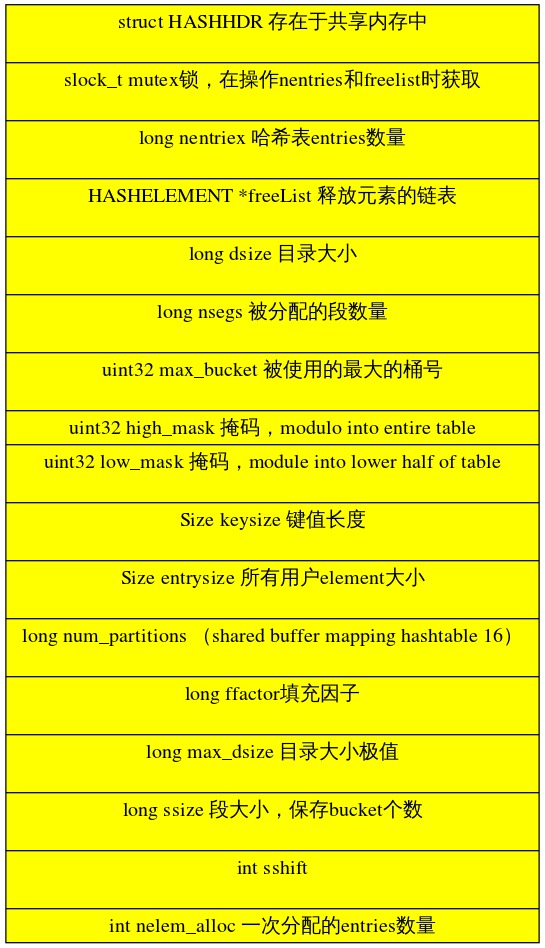 struct HASHHDR 存在于共享内存中
slock_t mutex锁，在操作nentries和freelist时获取
long nentriex 哈希表entries数量
HASHELEMENT *freeList 释放元素的链表
long dsize 目录大小
long nsegs 被分配的段数量
uint32 max_bucket 被使用的最大的桶号
uint32 high_mask 掩码，modulo into entire table
uint32 low_mask 掩码，module into lower half of table
Size keysize 键值长度
Size entrysize 所有用户element大小
long num_partitions （shared buffer mapping hashtable 16）
long ffactor填充因子
long max_dsize 目录大小极值
long ssize 段大小，保存bucket个数
int sshift
int nelem_alloc 一次分配的entries数量